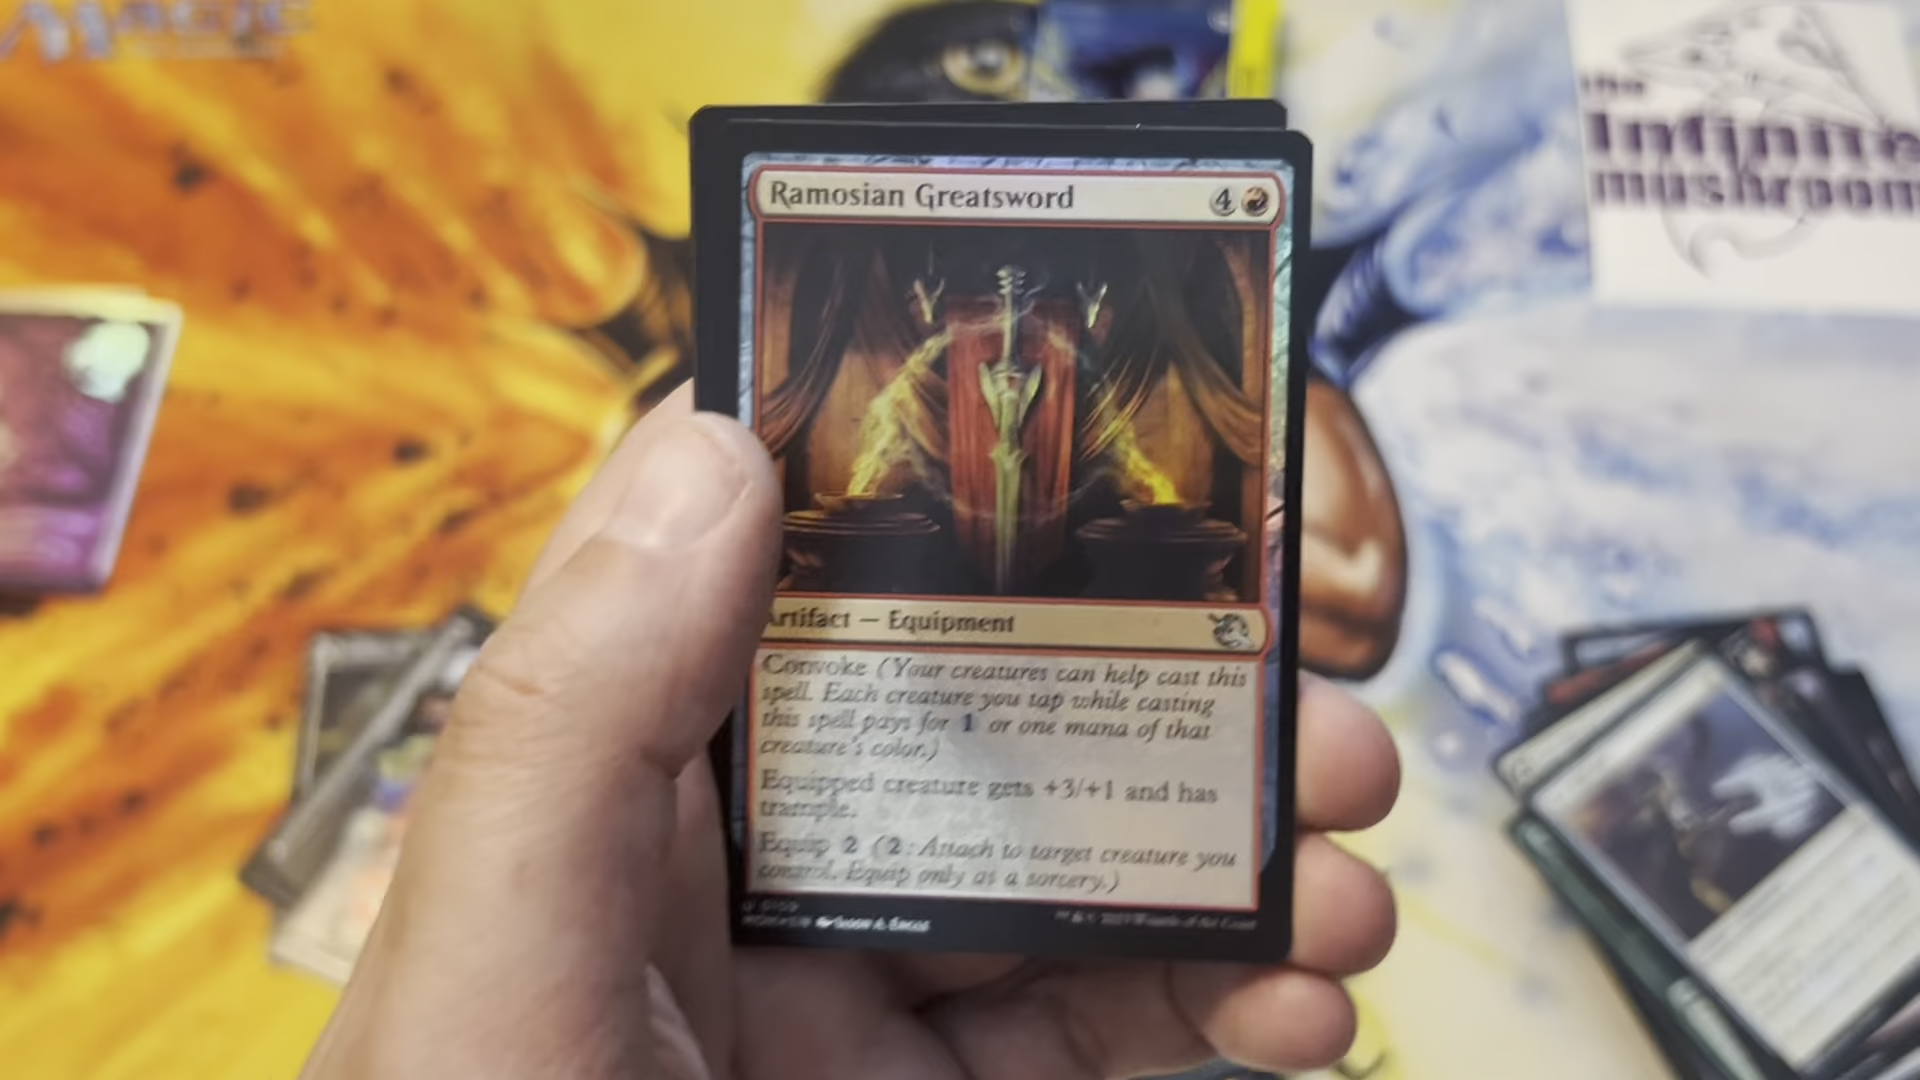 MAGIC
the
Infinite
mushroom
Ramosian Greatsword
4
Artifact — Equipment
Convoke (Your creatures can help cast this
spell. Each creature you tap while casting
this spell pays for 1 or one mana of that
creature's color.)
Equipped creature gets +3/+1 and has
trample.
Equip 2 (2: Attach to target creature you
control. Equip only as a sorcery.)